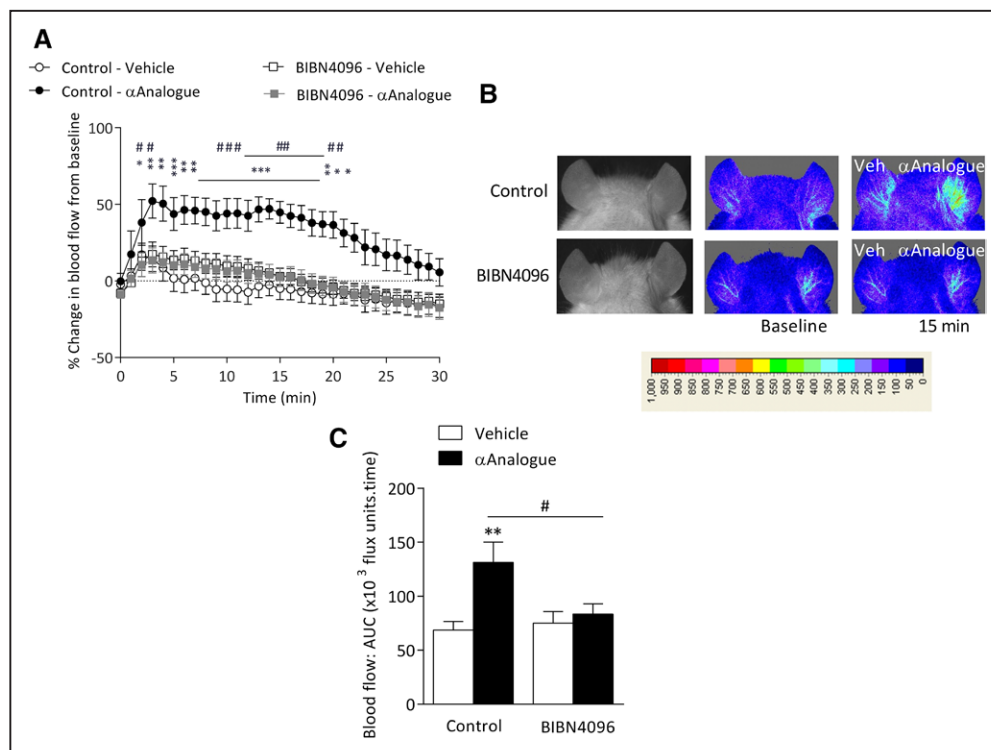 A
Control - Vehicle
Control - αAnalogue
BIBN4096 - Vehicle
BIBN4096 - αAnalogue
% Change in blood flow from baseline
100
50
0
-50
# # ### ## ##
* ** ** *** ** ** *** ** * *
0 5 10 15 20 25 30
Time (min)
B
Veh αAnalogue
Control
Veh αAnalogue
BIBN4096
Baseline 15 min
1,000 950 900 850 800 750 700 650 600 550 500 450 400 350 300 250 200 150 100 50 0
C
Vehicle
αAnalogue
Blood flow: AUC (x10³ flux units.time)
200
150
100
50
0
#
**
Control BIBN4096